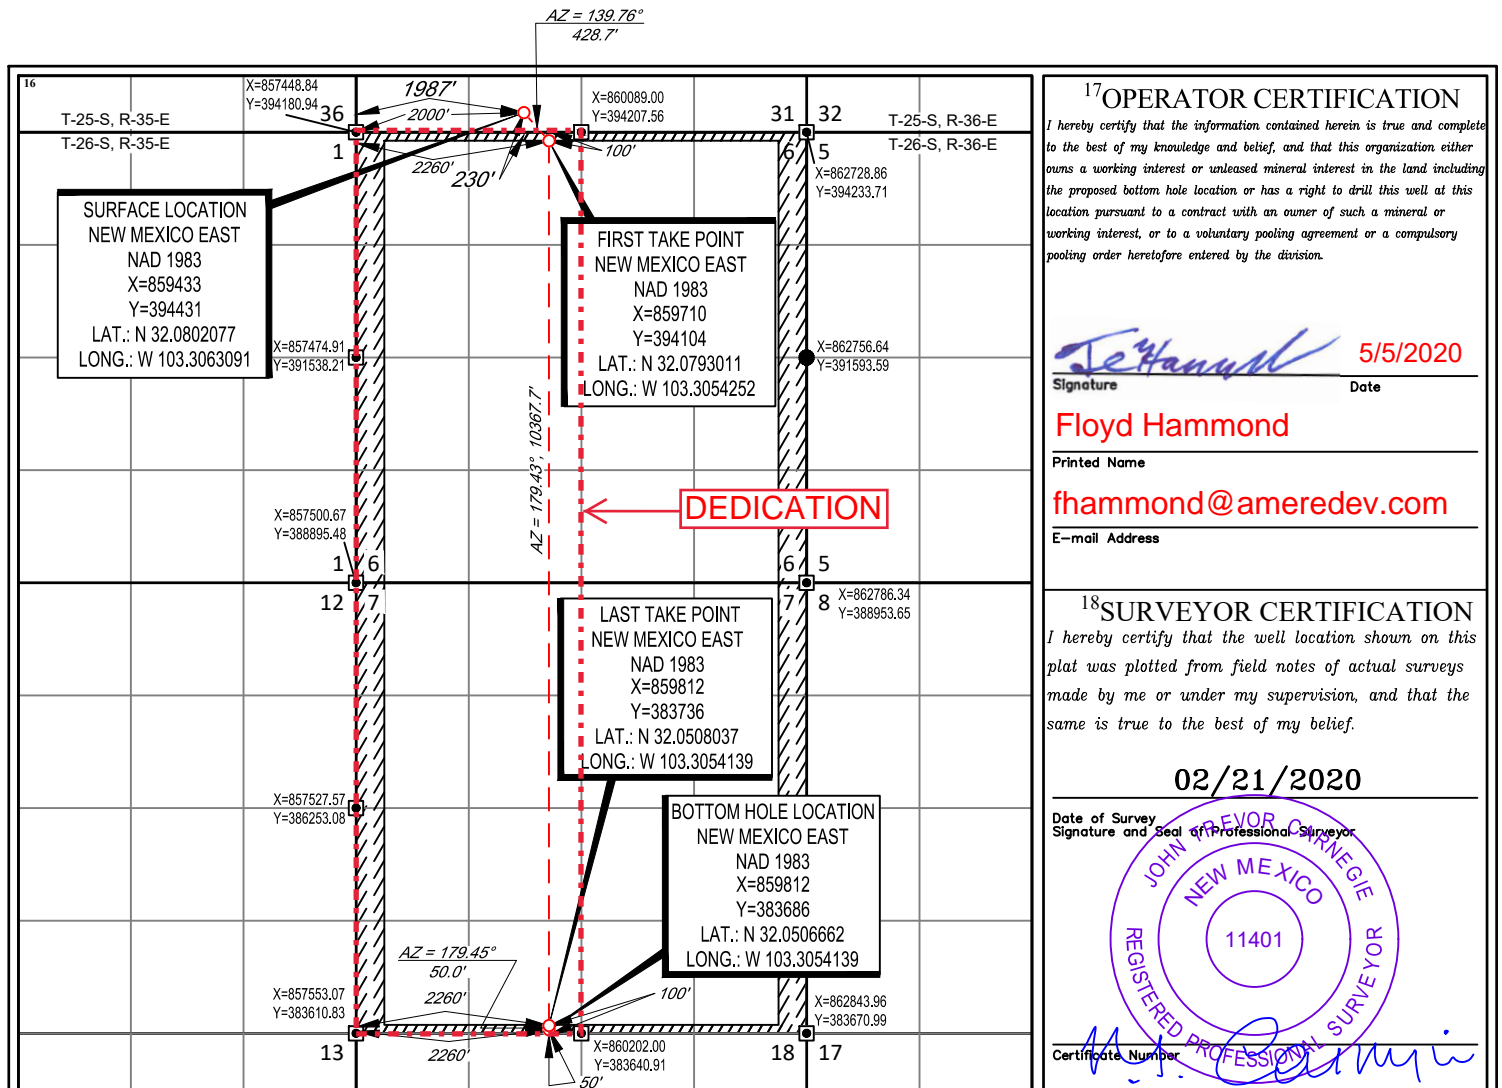 AZ = 139.76°
428.7'
16
X=857448.84
Y=394180.94
1987'
2000'
X=860089.00
Y=394207.56
T-25-S, R-35-E
36
31
32
T-25-S, R-36-E
T-26-S, R-35-E
1
6
5
T-26-S, R-36-E
2260'
230'
100'
X=862728.86
Y=394233.71
SURFACE LOCATION
NEW MEXICO EAST
NAD 1983
X=859433
Y=394431
LAT.: N 32.0802077
LONG.: W 103.3063091
FIRST TAKE POINT
NEW MEXICO EAST
NAD 1983
X=859710
Y=394104
LAT.: N 32.0793011
LONG.: W 103.3054252
X=857474.91
Y=391538.21
X=862756.64
Y=391593.59
AZ = 179.43°, 10367.7'
DEDICATION
X=857500.67
Y=388895.48
1
6
6
5
12
7
7
8
X=862786.34
Y=388953.65
LAST TAKE POINT
NEW MEXICO EAST
NAD 1983
X=859812
Y=383736
LAT.: N 32.0508037
LONG.: W 103.3054139
X=857527.57
Y=386253.08
BOTTOM HOLE LOCATION
NEW MEXICO EAST
NAD 1983
X=859812
Y=383686
LAT.: N 32.0506662
LONG.: W 103.3054139
AZ = 179.45°
50.0'
2260'
100'
X=857553.07
Y=383610.83
X=862843.96
Y=383670.99
13
2260'
X=860202.00
Y=383640.91
50'
18
17
17OPERATOR CERTIFICATION
I hereby certify that the information contained herein is true and complete
to the best of my knowledge and belief, and that this organization either
owns a working interest or unleased mineral interest in the land including
the proposed bottom hole location or has a right to drill this well at this
location pursuant to a contract with an owner of such a mineral or
working interest, or to a voluntary pooling agreement or a compulsory
pooling order heretofore entered by the division.
5/5/2020
Signature
Date
Floyd Hammond
Printed Name
fhammond@ameredev.com
E-mail Address
18SURVEYOR CERTIFICATION
I hereby certify that the well location shown on this
plat was plotted from field notes of actual surveys
made by me or under my supervision, and that the
same is true to the best of my belief.
02/21/2020
Date of Survey
Signature and Seal of Professional Surveyor
JOHN TREVOR CARNEGIE
NEW MEXICO
11401
REGISTERED PROFESSIONAL SURVEYOR
Certificate Number